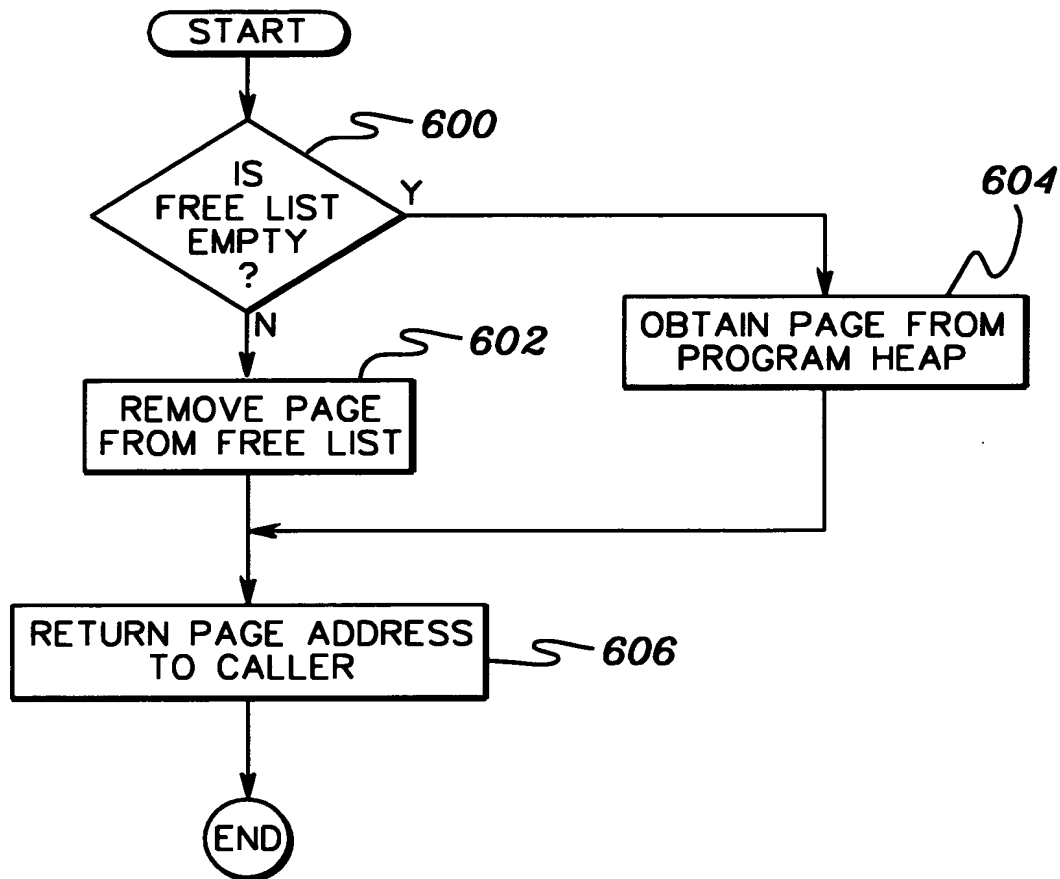 START
600
IS
FREE LIST
EMPTY
?
Y
N
604
OBTAIN PAGE FROM
PROGRAM HEAP
602
REMOVE PAGE
FROM FREE LIST
RETURN PAGE ADDRESS
TO CALLER
606
END